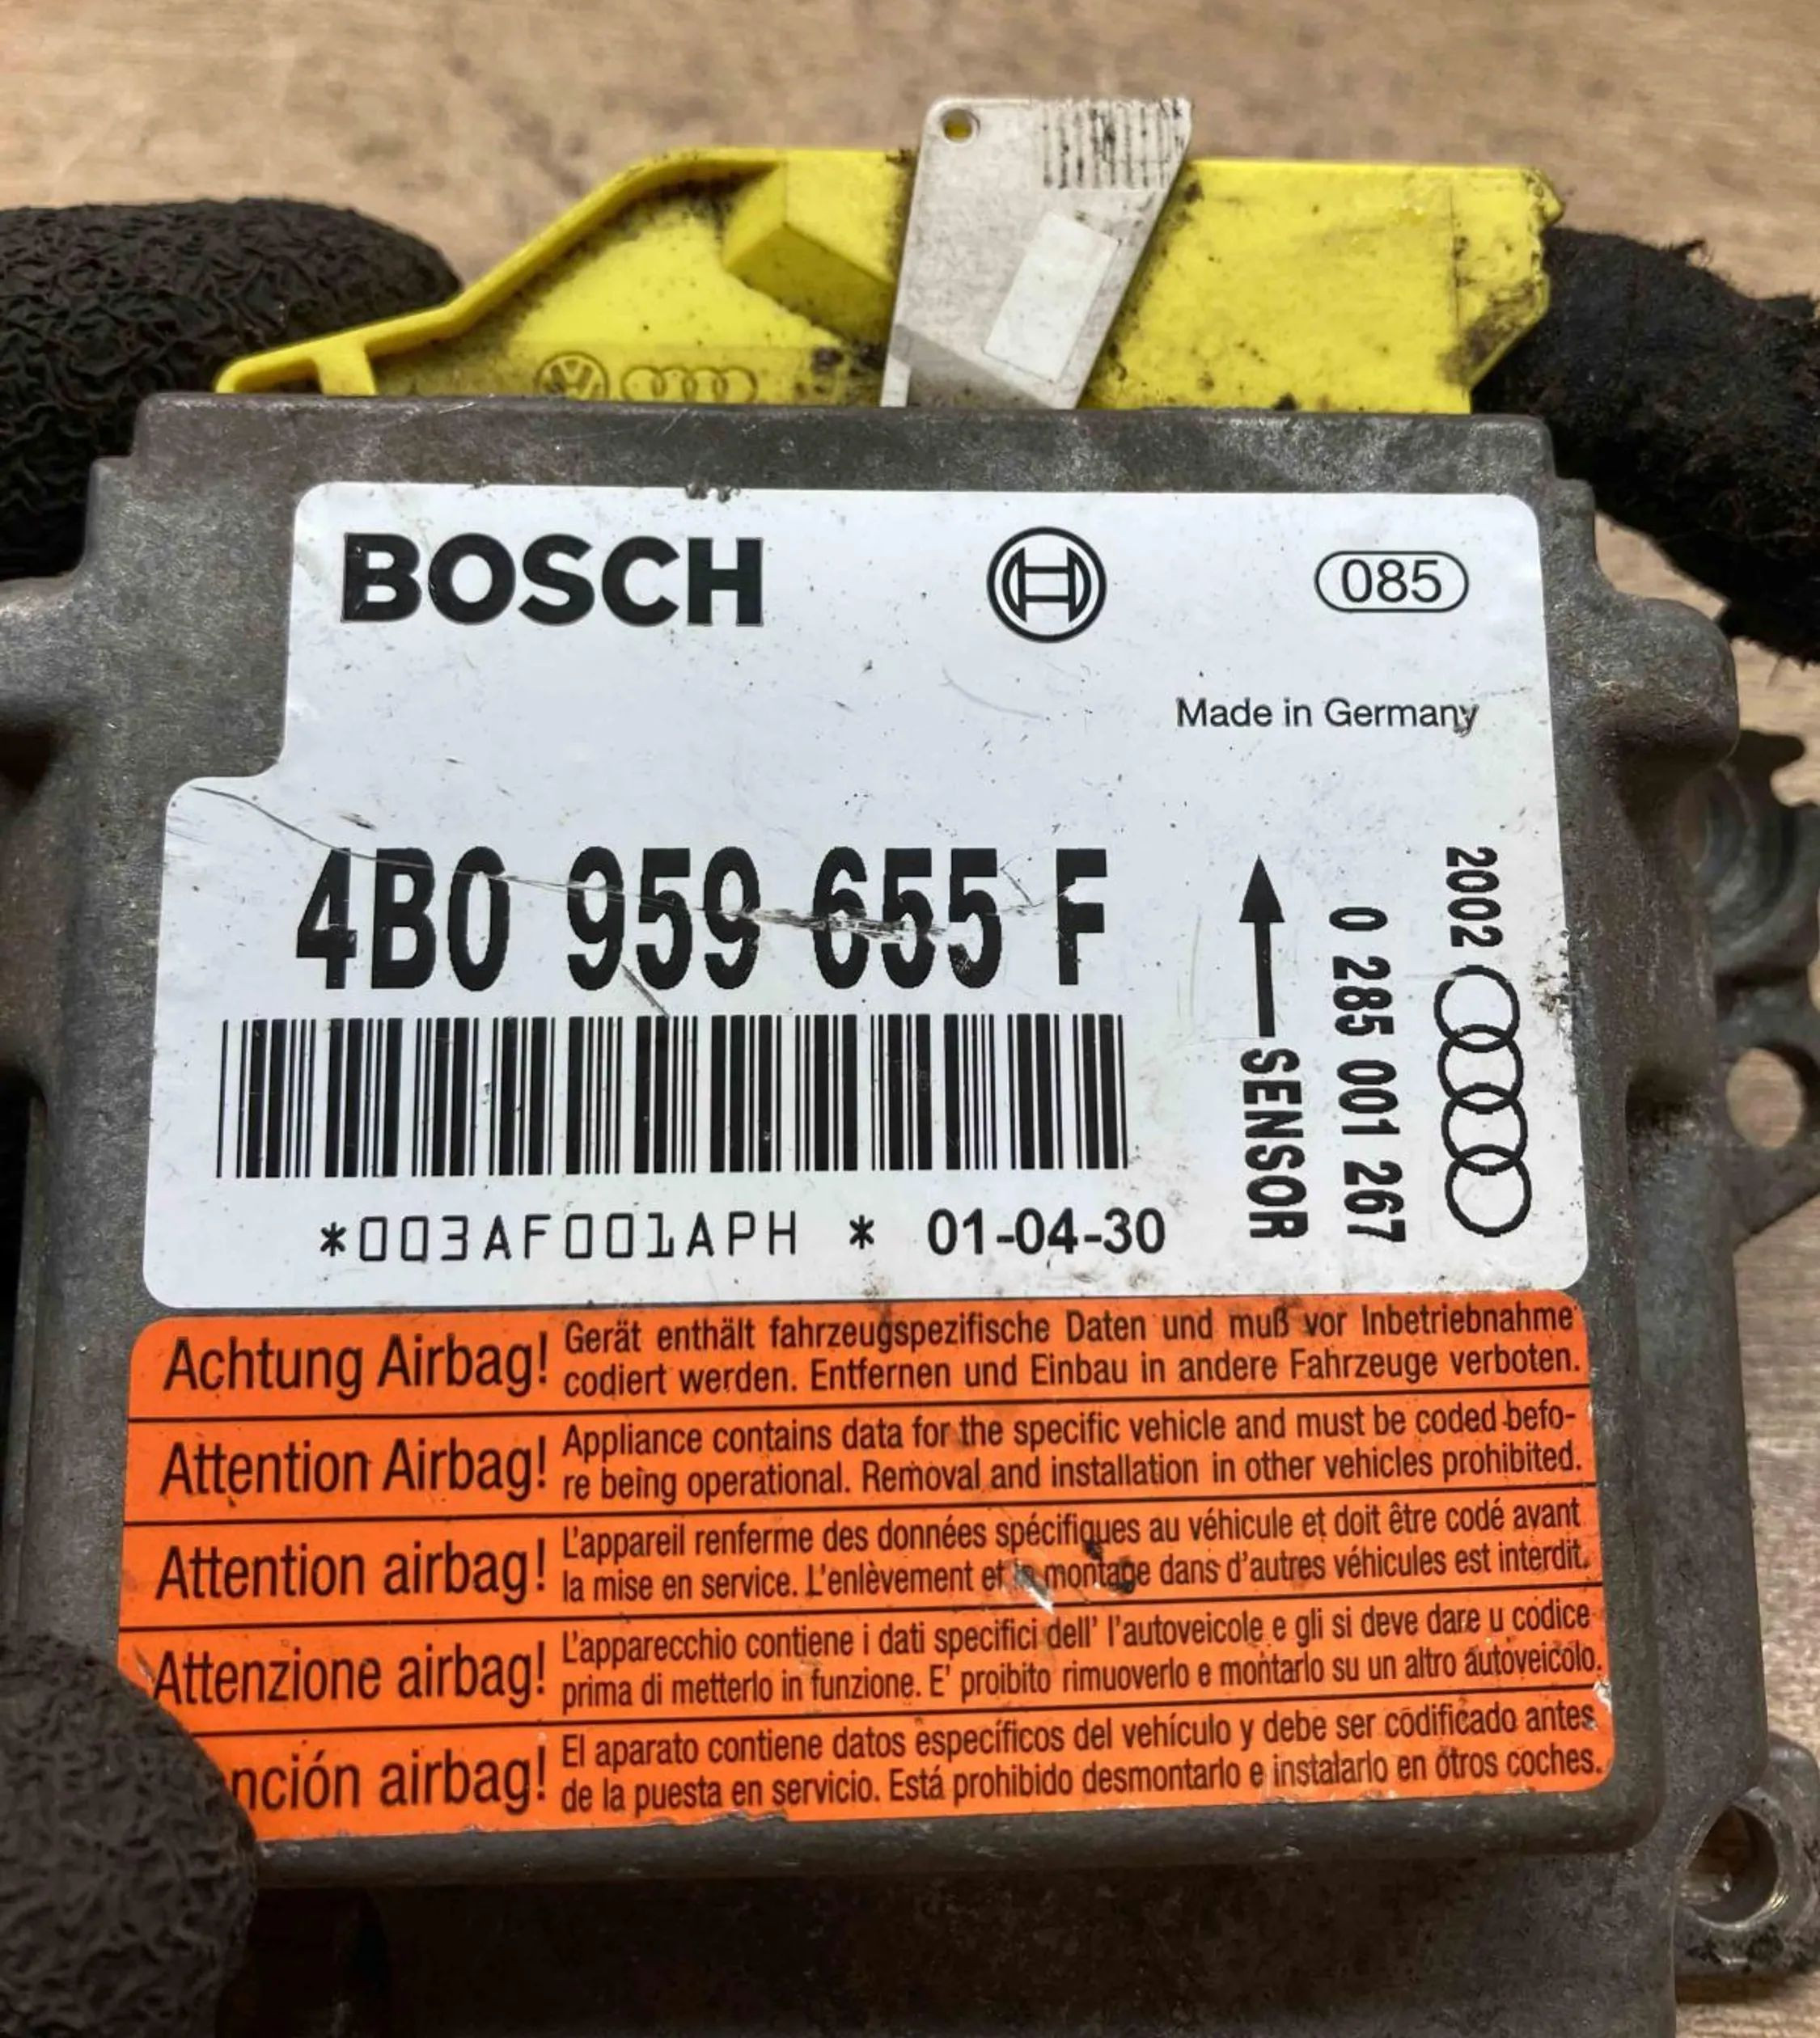 BOSCH
085
Made in Germany
4B0 959 655 F
*003AF001APH * 01-04-30
SENSOR
0 285 001 267
2002
Achtung Airbag! Gerät enthält fahrzeugspezifische Daten und muß vor Inbetriebnahme
codiert werden. Entfernen und Einbau in andere Fahrzeuge verboten.
Attention Airbag! Appliance contains data for the specific vehicle and must be coded befo-
re being operational. Removal and installation in other vehicles prohibited.
Attention airbag! L'appareil renferme des données spécifiques au véhicule et doit être codé avant
la mise en service. L'enlèvement et montage dans d'autres véhicules est interdit.
Attenzione airbag! L'apparecchio contiene i dati specifici dell' l'autoveicole e gli si deve dare u codice
prima di metterlo in funzione. E' proibito rimuoverlo e montarlo su un altro autoveicolo.
nción airbag! El aparato contiene datos específicos del vehículo y debe ser codificado antes
de la puesta en servicio. Está prohibido desmontarlo e instalarlo en otros coches.